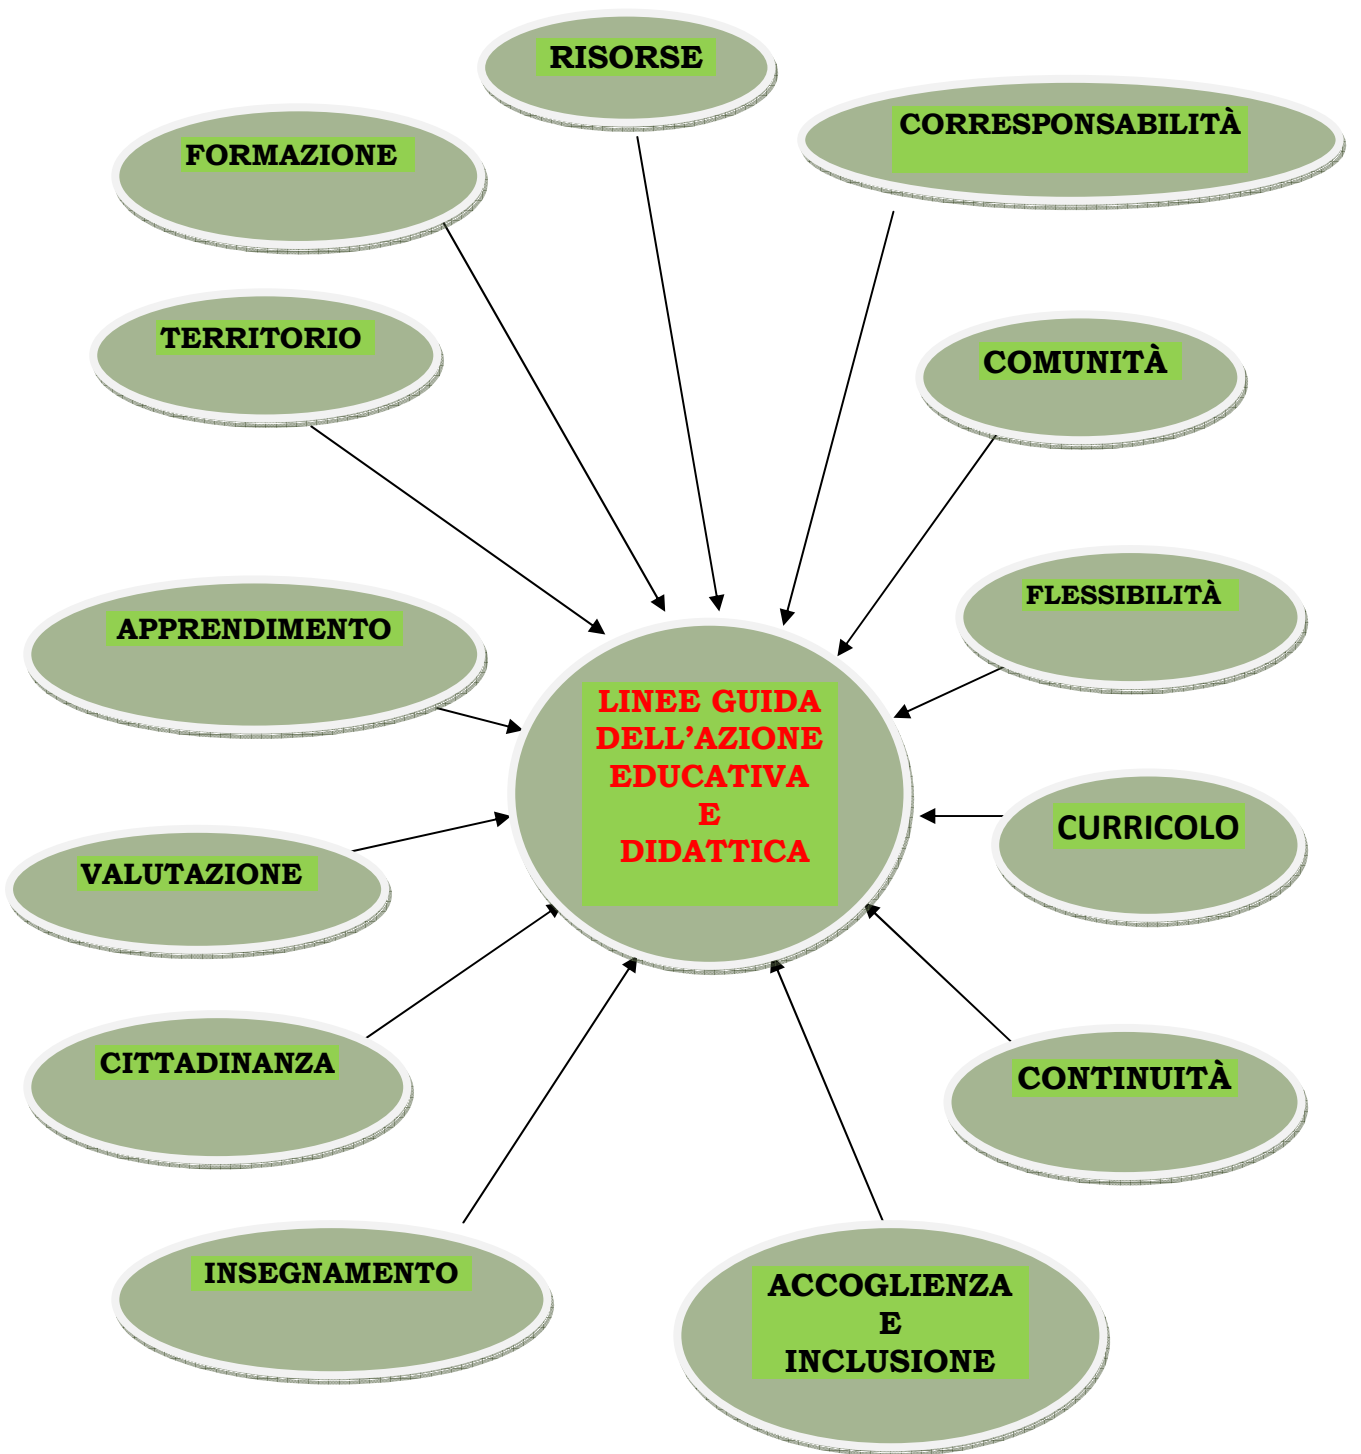 RISORSE
CORRESPONSABILITÀ
FORMAZIONE
TERRITORIO
COMUNITÀ
FLESSIBILITÀ
APPRENDIMENTO
LINEE GUIDA
DELL’AZIONE
EDUCATIVA
E
DIDATTICA
CURRICOLO
VALUTAZIONE
CITTADINANZA
CONTINUITÀ
INSEGNAMENTO
ACCOGLIENZA
E
INCLUSIONE